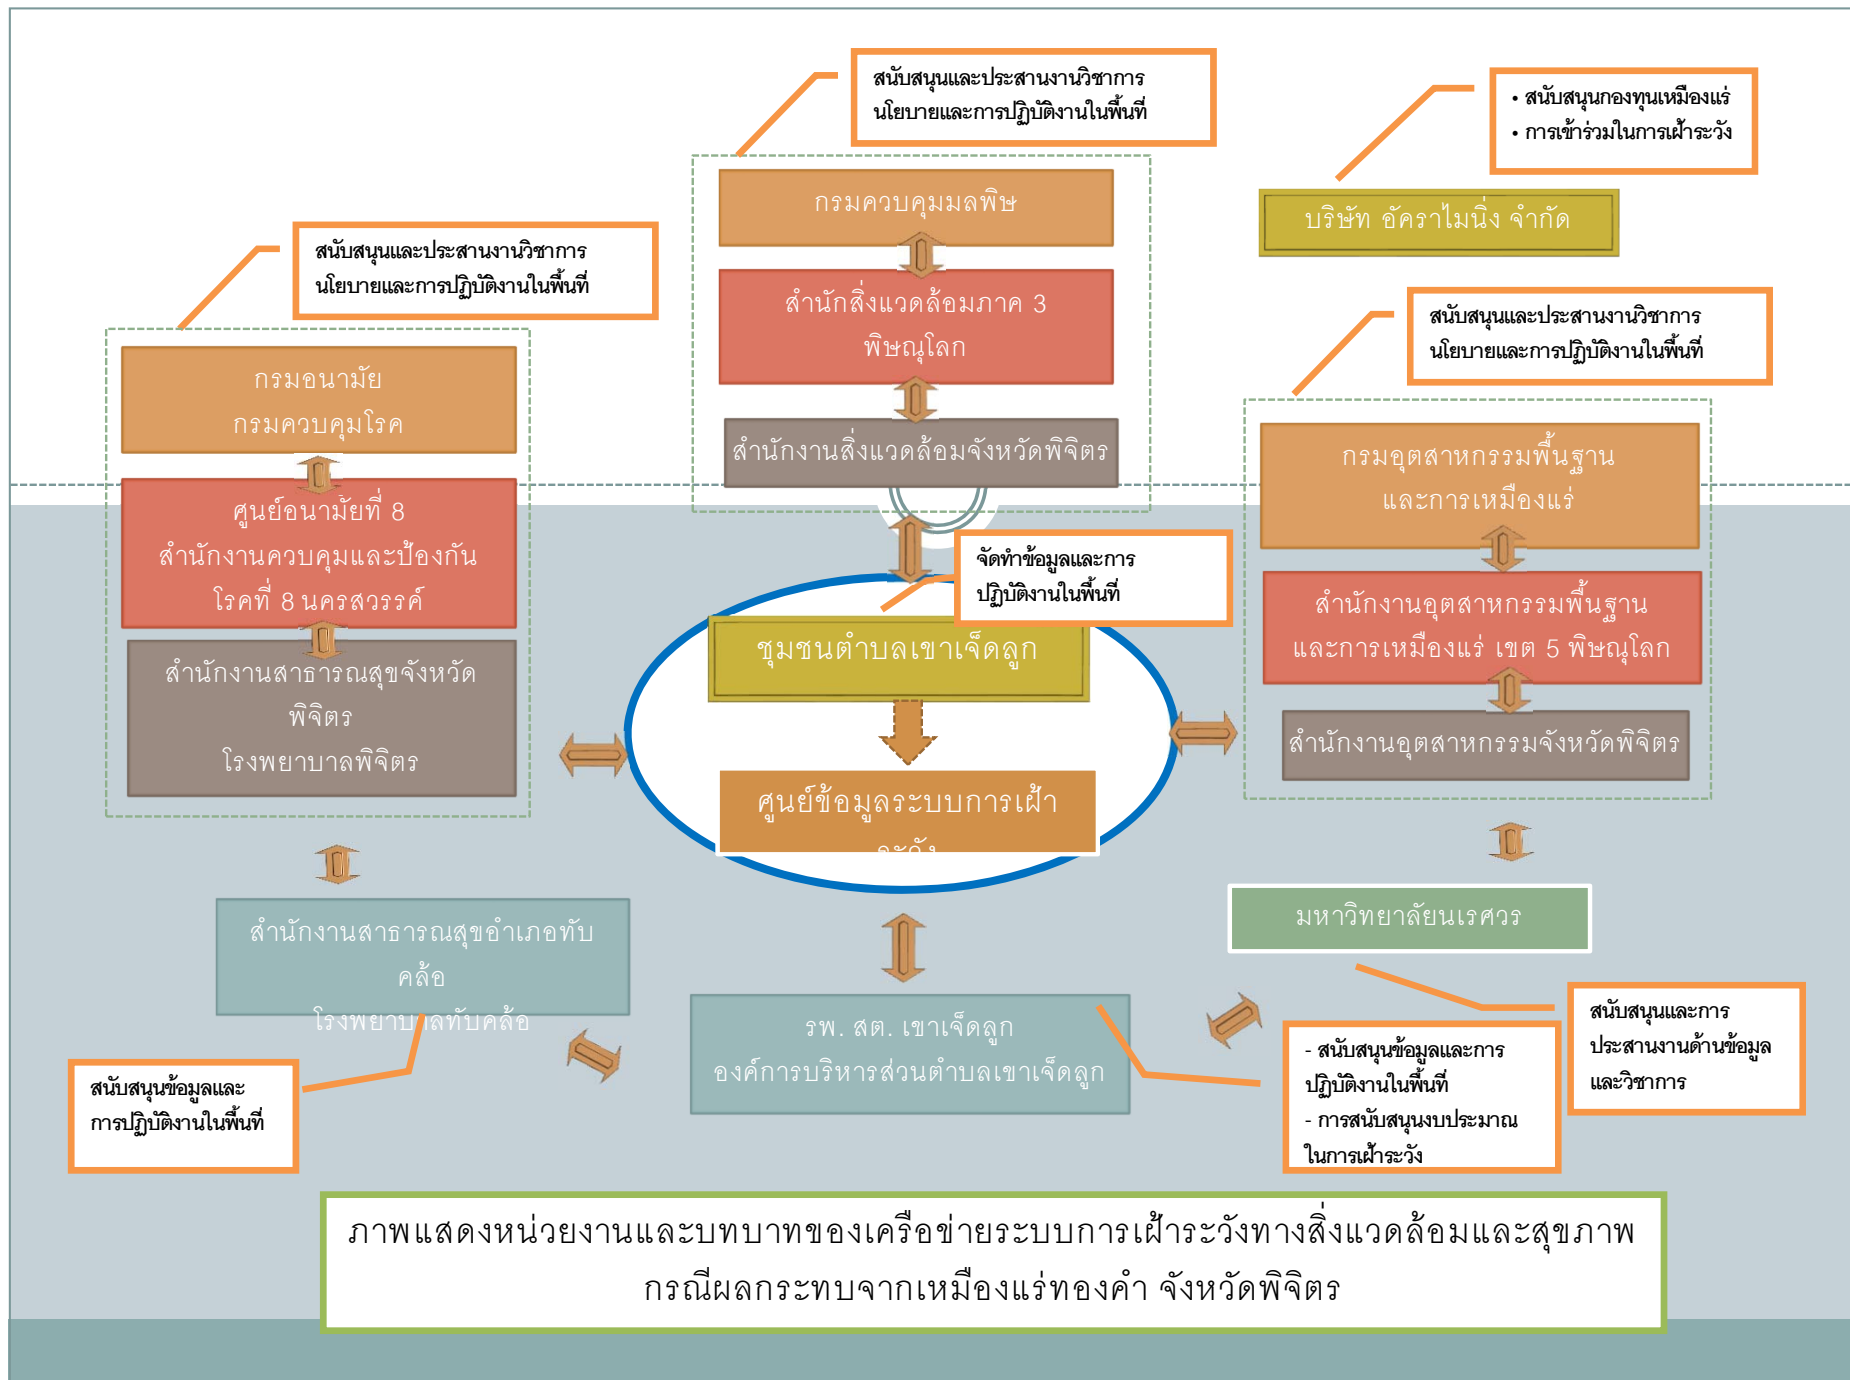 สนับสนุนและประสานงานวิชาการ
นโยบายและการปฏิบัติงานในพื้นที่
• สนับสนุนกองทุนเหมืองแร่
• การเข้าร่วมในการเฝ้าระวัง
กรมควบคุมมลพิษ
บริษัท อัคราไมนิ่ง จำกัด
สนับสนุนและประสานงานวิชาการ
นโยบายและการปฏิบัติงานในพื้นที่
สำนักสิ่งแวดล้อมภาค 3
พิษณุโลก
สนับสนุนและประสานงานวิชาการ
นโยบายและการปฏิบัติงานในพื้นที่
กรมอนามัย
กรมควบคุมโรค
สำนักงานสิ่งแวดล้อมจังหวัดพิจิตร
กรมอุตสาหกรรมพื้นฐาน
และการเหมืองแร่
ศูนย์อนามัยที่ 8
สำนักงานควบคุมและป้องกัน
โรคที่ 8 นครสวรรค์
จัดทำข้อมูลและการ
ปฏิบัติงานในพื้นที่
สำนักงานอุตสาหกรรมพื้นฐาน
และการเหมืองแร่ เขต 5 พิษณุโลก
ชุมชนตำบลเขาเจ็ดลูก
สำนักงานสาธารณสุขจังหวัด
พิจิตร
โรงพยาบาลพิจิตร
สำนักงานอุตสาหกรรมจังหวัดพิจิตร
ศูนย์ข้อมูลระบบการเฝ้า
ระวัง
สำนักงานสาธารณสุขอำเภอทับ
คล้อ
โรงพยาบาลทับคล้อ
มหาวิทยาลัยนเรศวร
รพ. สต. เขาเจ็ดลูก
องค์การบริหารส่วนตำบลเขาเจ็ดลูก
สนับสนุนและการ
ประสานงานด้านข้อมูล
และวิชาการ
- สนับสนุนข้อมูลและการ
ปฏิบัติงานในพื้นที่
- การสนับสนุนงบประมาณ
ในการเฝ้าระวัง
สนับสนุนข้อมูลและ
การปฏิบัติงานในพื้นที่
ภาพแสดงหน่วยงานและบทบาทของเครือข่ายระบบการเฝ้าระวังทางสิ่งแวดล้อมและสุขภาพ
กรณีผลกระทบจากเหมืองแร่ทองคำ จังหวัดพิจิตร